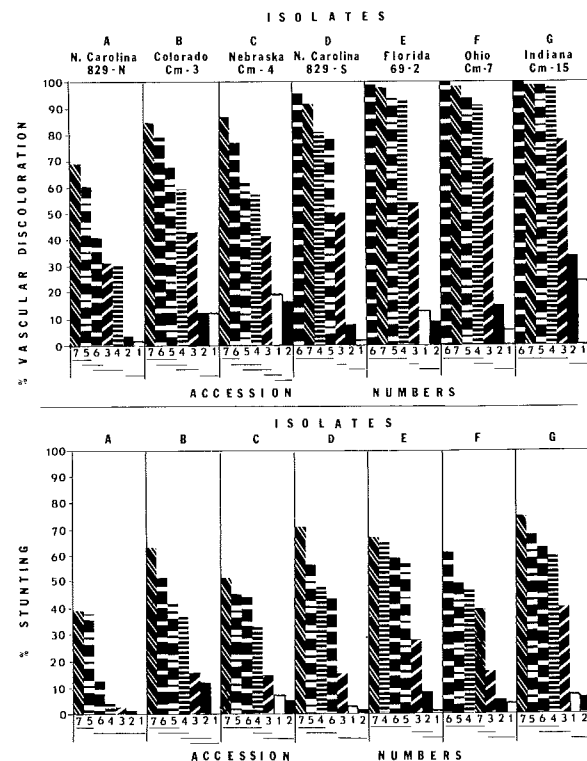 ISOLATES
A B C D E F G
N. Carolina Colorado Nebraska N. Carolina Florida Ohio Indiana
829-N Cm-3 Cm-4 829-S 69-2 Cm-7 Cm-15
% VASCULAR DISCOLORATION
100
90
80
70
60
50
40
30
20
10
0
7 5 6 3 4 2 1 7 6 5 4 3 2 1 7 6 5 4 3 1 2 6 7 4 5 3 2 1 6 7 5 4 3 1 2 6 7 5 4 3 2 1 6 7 5 4 3 2 1
ACCESSION NUMBERS
ISOLATES
A B C D E F G
% STUNTING
100
90
80
70
60
50
40
30
20
10
0
7 5 6 4 3 2 1 7 6 5 4 3 2 1 7 5 6 4 3 1 2 7 5 4 6 3 1 2 7 4 6 5 3 2 1 6 5 4 7 3 2 1 7 5 6 4 3 1 2
ACCESSION NUMBERS